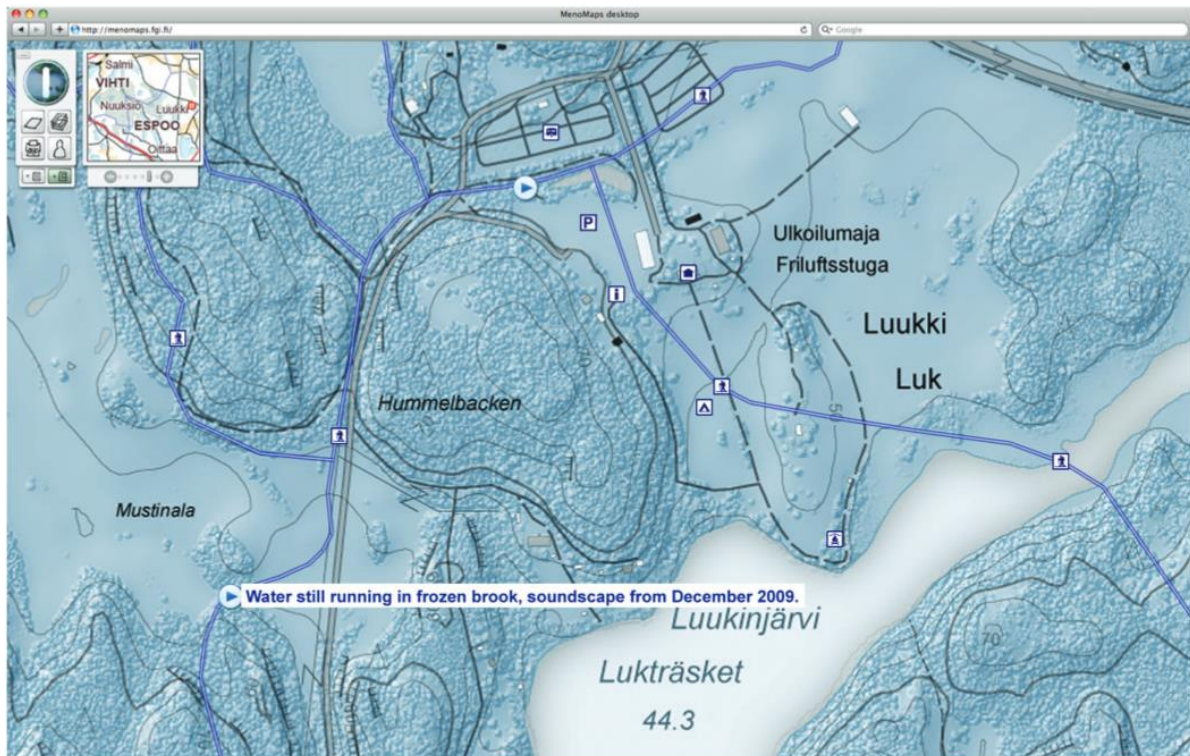 MenoMaps desktop
http://menomaps.fgi.fi/
Google
Salmi
VIHTI
Nuuksio
Luukki
ESPOO
Oittaa
P
Ulkoilumaja
Friluftsstuga
i
Luukki
Luk
Hummelbacken
Mustinala
Water still running in frozen brook, soundscape from December 2009.
Luukinjärvi
Lukträsket
44.3
70